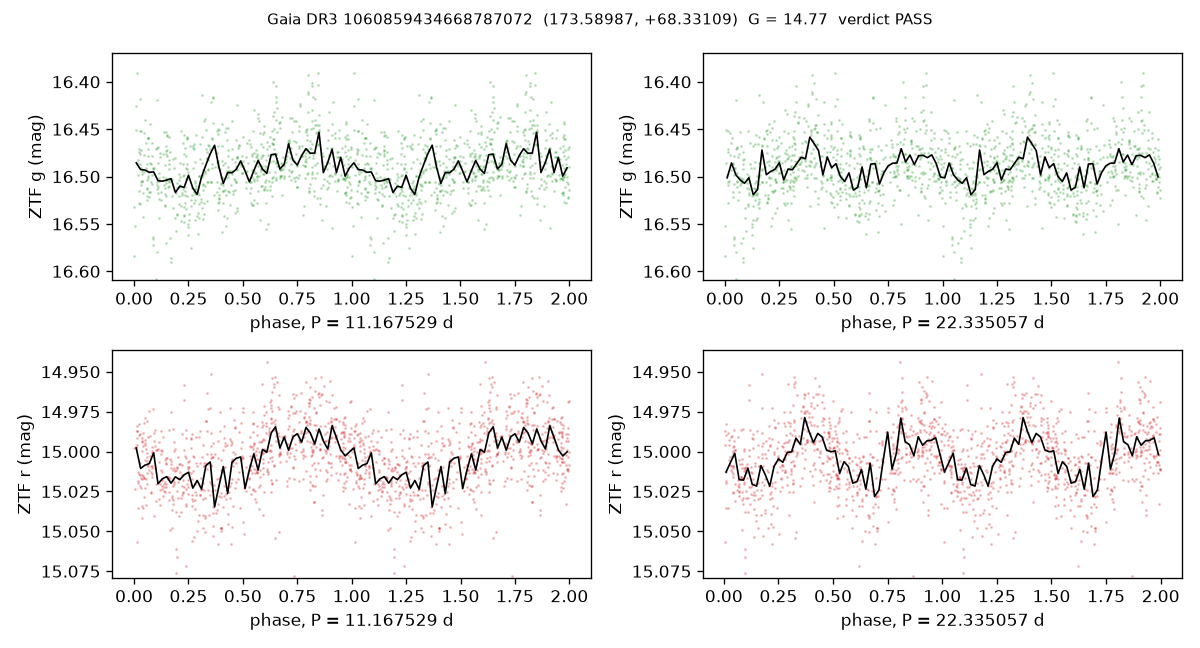 Gaia DR3 1060859434668787072 (173.58987, +68.33109) G = 14.77 verdict PASS
ZTF g (mag)
16.40
16.45
16.50
16.55
16.60
0.00 0.25 0.50 0.75 1.00 1.25 1.50 1.75 2.00
phase, P = 11.167529 d
ZTF g (mag)
16.40
16.45
16.50
16.55
16.60
0.00 0.25 0.50 0.75 1.00 1.25 1.50 1.75 2.00
phase, P = 22.335057 d
ZTF r (mag)
14.950
14.975
15.000
15.025
15.050
15.075
0.00 0.25 0.50 0.75 1.00 1.25 1.50 1.75 2.00
phase, P = 11.167529 d
ZTF r (mag)
14.950
14.975
15.000
15.025
15.050
15.075
0.00 0.25 0.50 0.75 1.00 1.25 1.50 1.75 2.00
phase, P = 22.335057 d